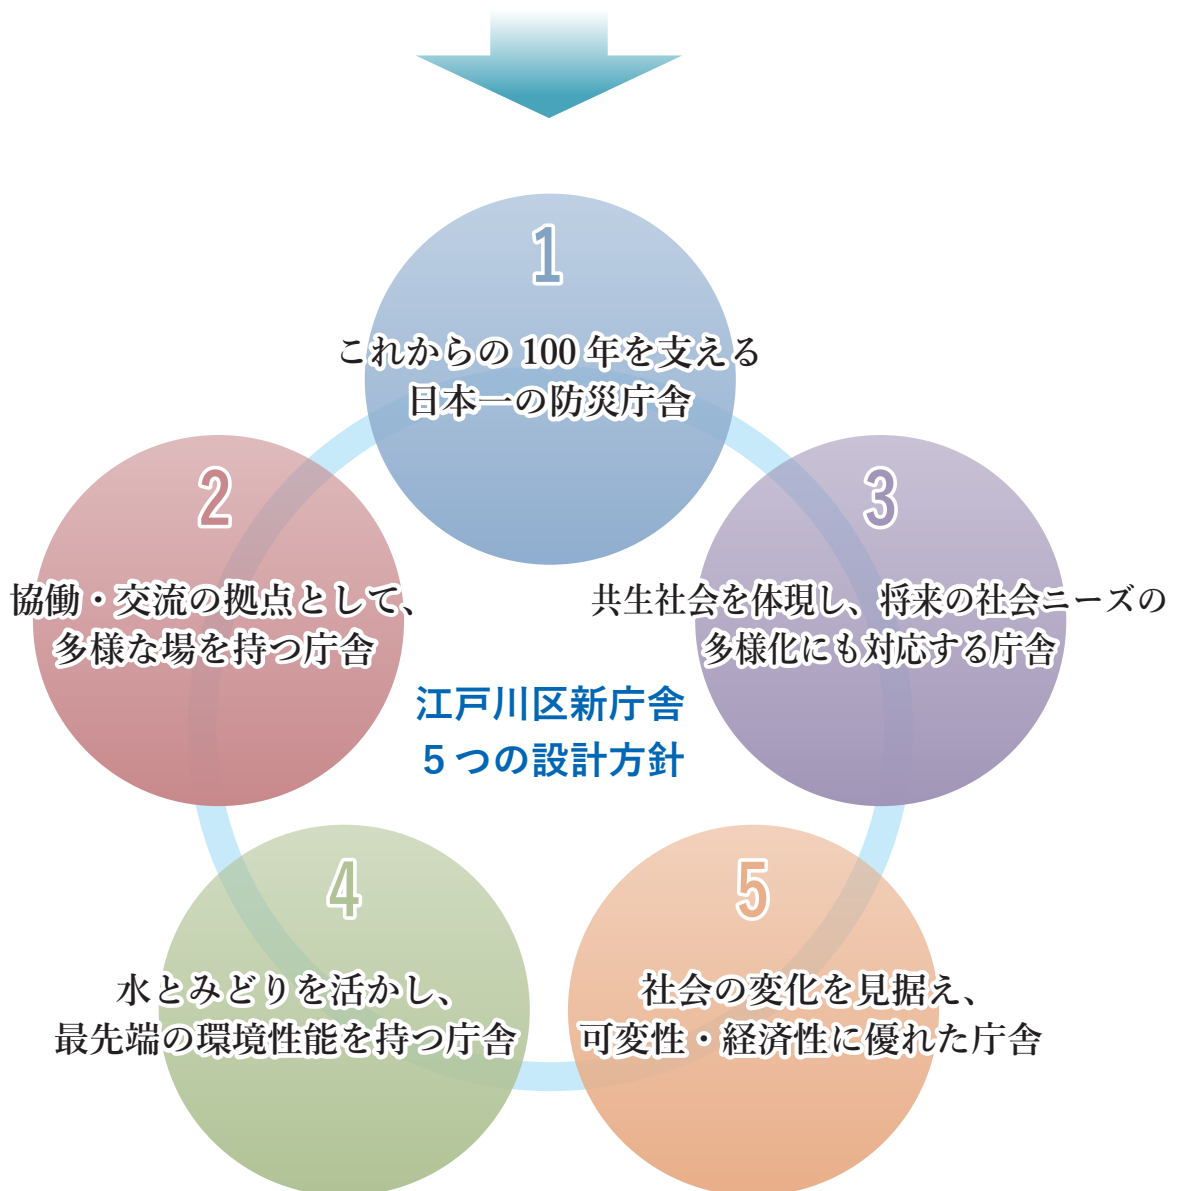 1
これからの 100 年を支える
日本一の防災庁舎
2
協働・交流の拠点として、
多様な場を持つ庁舎
3
共生社会を体現し、将来の社会ニーズの
多様化にも対応する庁舎
江戸川区新庁舎
5 つの設計方針
4
水とみどりを活かし、
最先端の環境性能を持つ庁舎
5
社会の変化を見据え、
可変性・経済性に優れた庁舎